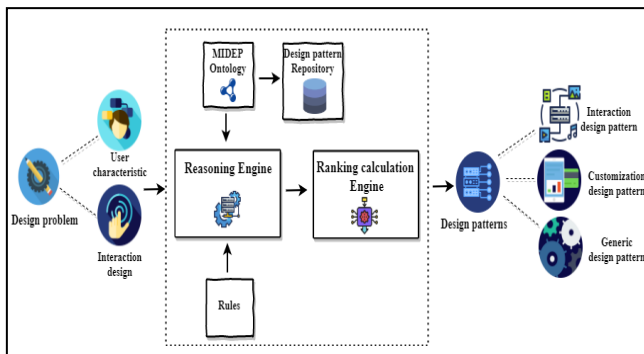 MIDEP
Ontology
Design pattern
Repository
User
characteristic
Design problem
Interaction
design
Reasoning Engine
Ranking calculation
Engine
Rules
Design patterns
Interaction
design pattern
Customization
design pattern
Generic
design pattern